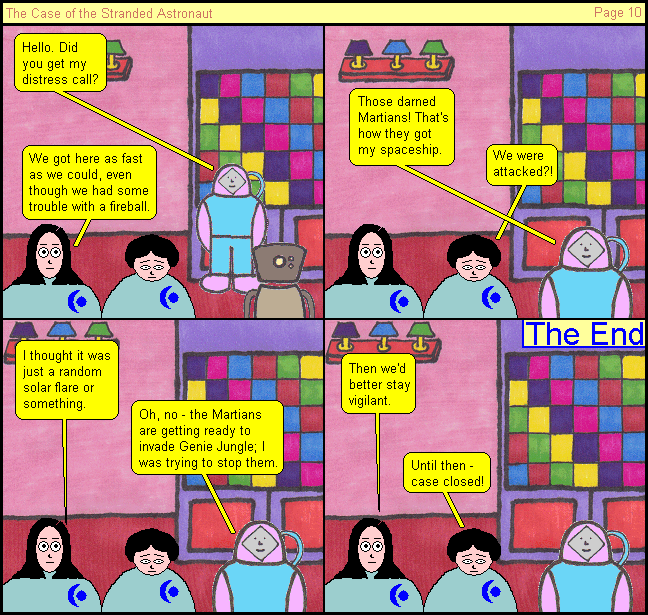 The Case of the Stranded Astronaut
Page 10
Hello. Did
you get my
distress call?
We got here as fast
as we could, even
though we had some
trouble with a fireball.
Those darned
Martians! That's
how they got
my spaceship.
We were
attacked?!
I thought it was
just a random
solar flare or
something.
Oh, no - the Martians
are getting ready to
invade Genie Jungle; I
was trying to stop them.
The End
Then we'd
better stay
vigilant.
Until then -
case closed!